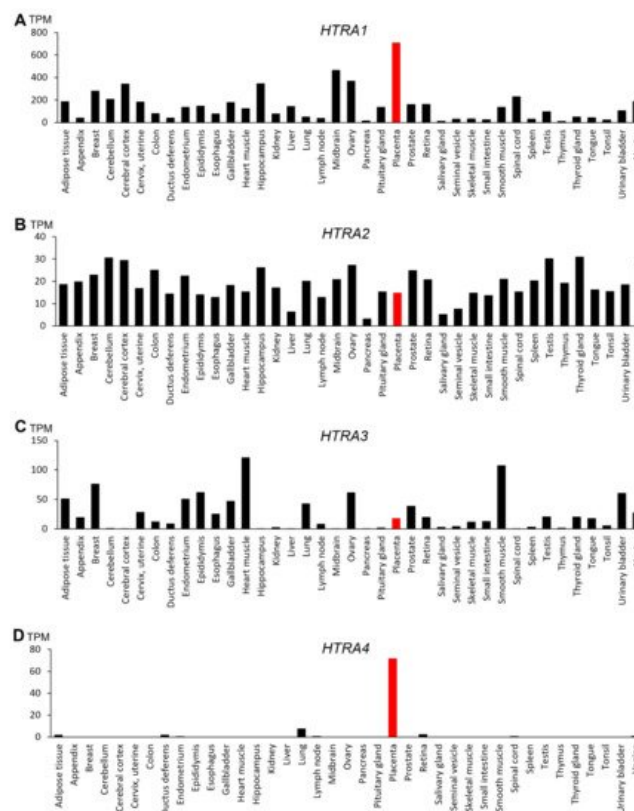 A TPM
HTRA1
800
600
400
200
0
Adipose tissue
Appendix
Breast
Cerebellum
Cerebral cortex
Cervix, uterine
Colon
Ductus deferens
Endometrium
Epididymis
Esophagus
Gallbladder
Heart muscle
Hippocampus
Kidney
Liver
Lung
Lymph node
Midbrain
Ovary
Pancreas
Pituitary gland
Placenta
Prostate
Retina
Salivary gland
Seminal vesicle
Skeletal muscle
Small intestine
Smooth muscle
Spinal cord
Spleen
Testis
Thymus
Thyroid gland
Tongue
Tonsil
Urinary bladder
B TPM
HTRA2
40
30
20
10
0
Adipose tissue
Appendix
Breast
Cerebellum
Cerebral cortex
Cervix, uterine
Colon
Ductus deferens
Endometrium
Epididymis
Esophagus
Gallbladder
Heart muscle
Hippocampus
Kidney
Liver
Lung
Lymph node
Midbrain
Ovary
Pancreas
Pituitary gland
Placenta
Prostate
Retina
Salivary gland
Seminal vesicle
Skeletal muscle
Small intestine
Smooth muscle
Spinal cord
Spleen
Testis
Thymus
Thyroid gland
Tongue
Tonsil
Urinary bladder
C TPM
HTRA3
150
100
50
0
Adipose tissue
Appendix
Breast
Cerebellum
Cerebral cortex
Cervix, uterine
Colon
Ductus deferens
Endometrium
Epididymis
Esophagus
Gallbladder
Heart muscle
Hippocampus
Kidney
Liver
Lung
Lymph node
Midbrain
Ovary
Pancreas
Pituitary gland
Placenta
Prostate
Retina
Salivary gland
Seminal vesicle
Skeletal muscle
Small intestine
Smooth muscle
Spinal cord
Spleen
Testis
Thymus
Thyroid gland
Tongue
Tonsil
Urinary bladder
D TPM
HTRA4
80
60
40
20
0
Adipose tissue
Appendix
Breast
Cerebellum
Cerebral cortex
Cervix, uterine
Colon
Ductus deferens
Endometrium
Epididymis
Esophagus
Gallbladder
Heart muscle
Hippocampus
Kidney
Liver
Lung
Lymph node
Midbrain
Ovary
Pancreas
Pituitary gland
Placenta
Prostate
Retina
Salivary gland
Seminal vesicle
Skeletal muscle
Small intestine
Smooth muscle
Spinal cord
Spleen
Testis
Thymus
Thyroid gland
Tongue
Tonsil
Urinary bladder